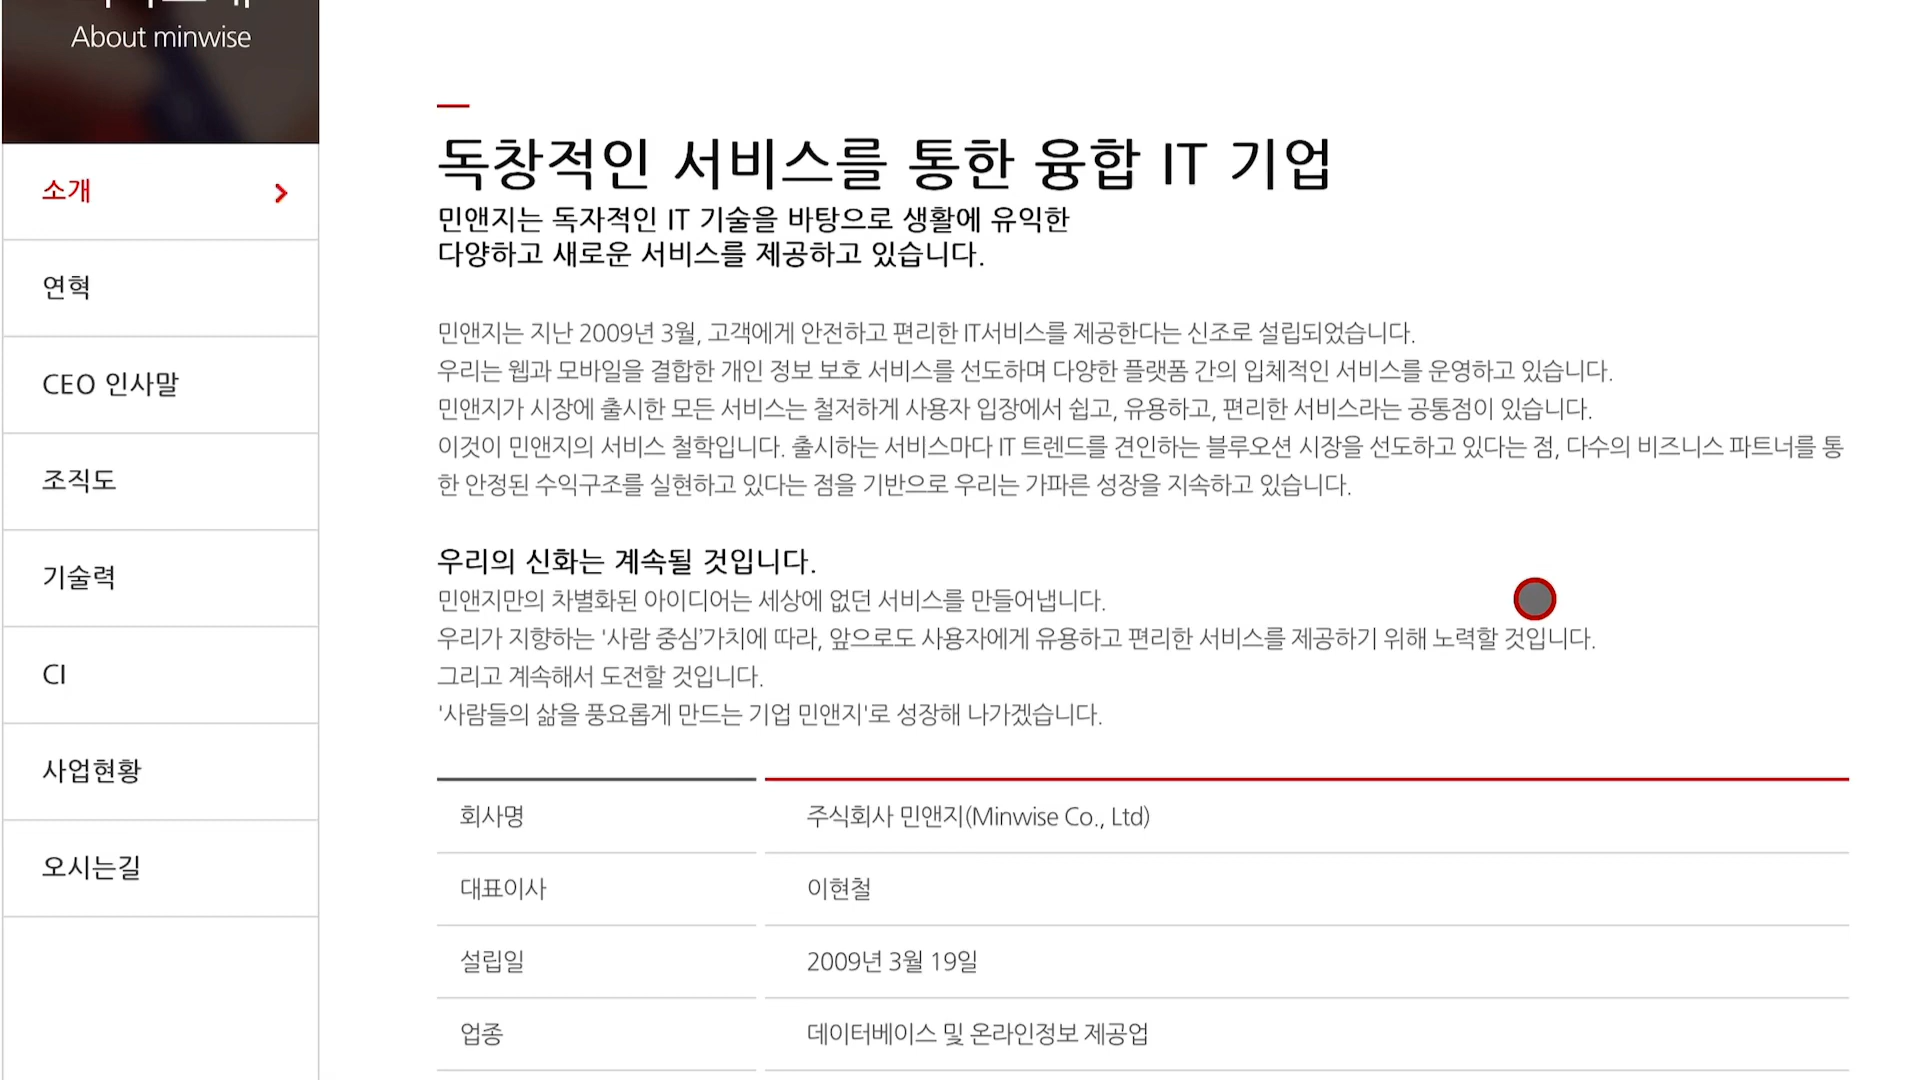 About minwise
소개
연혁
CEO 인사말
조직도
기술력
CI
사업현황
오시는길
독창적인 서비스를 통한 융합 IT 기업
민앤지는 독자적인 IT 기술을 바탕으로 생활에 유익한
다양하고 새로운 서비스를 제공하고 있습니다.
민앤지는 지난 2009년 3월, 고객에게 안전하고 편리한 IT서비스를 제공한다는 신조로 설립되었습니다.
우리는 웹과 모바일을 결합한 개인 정보 보호 서비스를 선도하며 다양한 플랫폼 간의 입체적인 서비스를 운영하고 있습니다.
민앤지가 시장에 출시한 모든 서비스는 철저하게 사용자 입장에서 쉽고, 유용하고, 편리한 서비스라는 공통점이 있습니다.
이것이 민앤지의 서비스 철학입니다. 출시하는 서비스마다 IT 트렌드를 견인하는 블루오션 시장을 선도하고 있다는 점, 다수의 비즈니스 파트너를 통
한 안정된 수익구조를 실현하고 있다는 점을 기반으로 우리는 가파른 성장을 지속하고 있습니다.
우리의 신화는 계속될 것입니다.
민앤지만의 차별화된 아이디어는 세상에 없던 서비스를 만들어냅니다.
우리가 지향하는 '사람 중심'가치에 따라, 앞으로도 사용자에게 유용하고 편리한 서비스를 제공하기 위해 노력할 것입니다.
그리고 계속해서 도전할 것입니다.
'사람들의 삶을 풍요롭게 만드는 기업 민앤지'로 성장해 나가겠습니다.
회사명 주식회사 민앤지(Minwise Co., Ltd)
대표이사 이현철
설립일 2009년 3월 19일
업종 데이터베이스 및 온라인정보 제공업